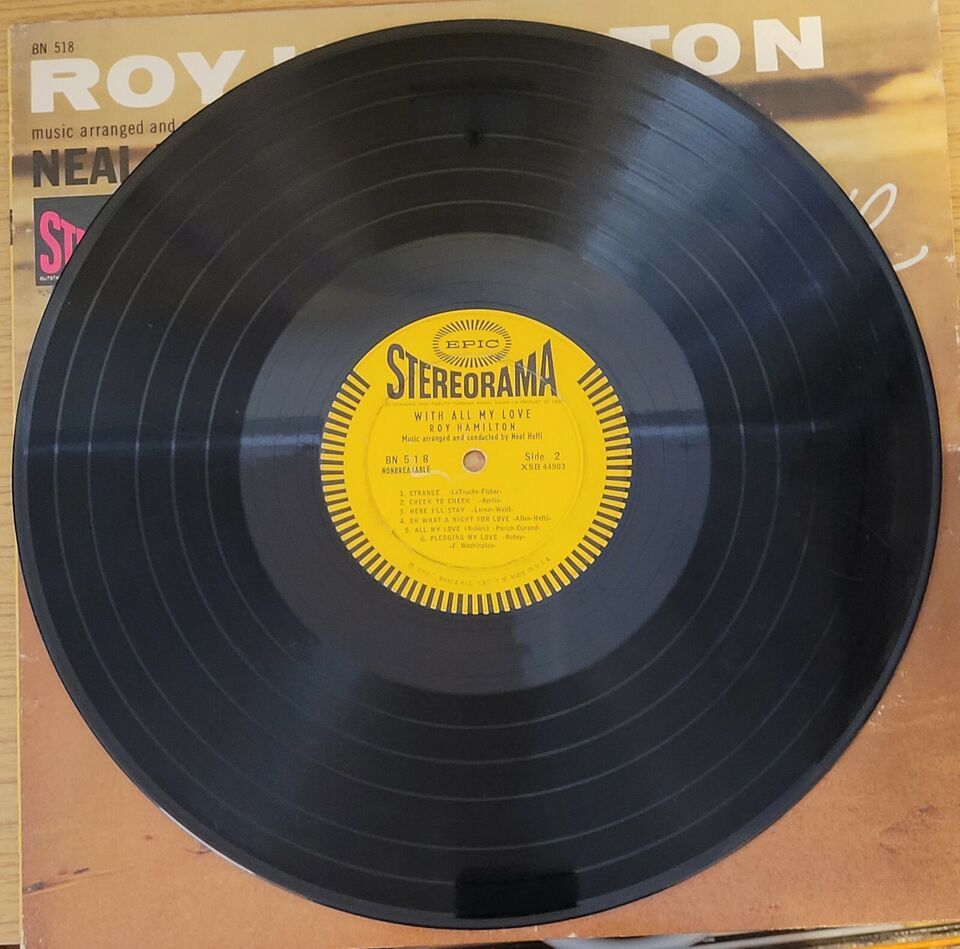 BN 518
ROY
TON
music arranged and
NEAL
EPIC
STEREORAMA
WITH ALL MY LOVE
ROY HAMILTON
Music arranged and conducted by Neal Hefti
BN 518
NONBREAKABLE
Side 2
XSB 44903
1. STRANGE -LaTouche-Fisher-
2. CHEEK TO CHEEK -Berlin-
3. HERE I'LL STAY -Lerner-Weill-
4. OH WHAT A NIGHT FOR LOVE -Allen-Hefti-
5. ALL MY LOVE (Bolero) -Parish-Durand-
6. PLEDGING MY LOVE -Robey-
-F. Washington-